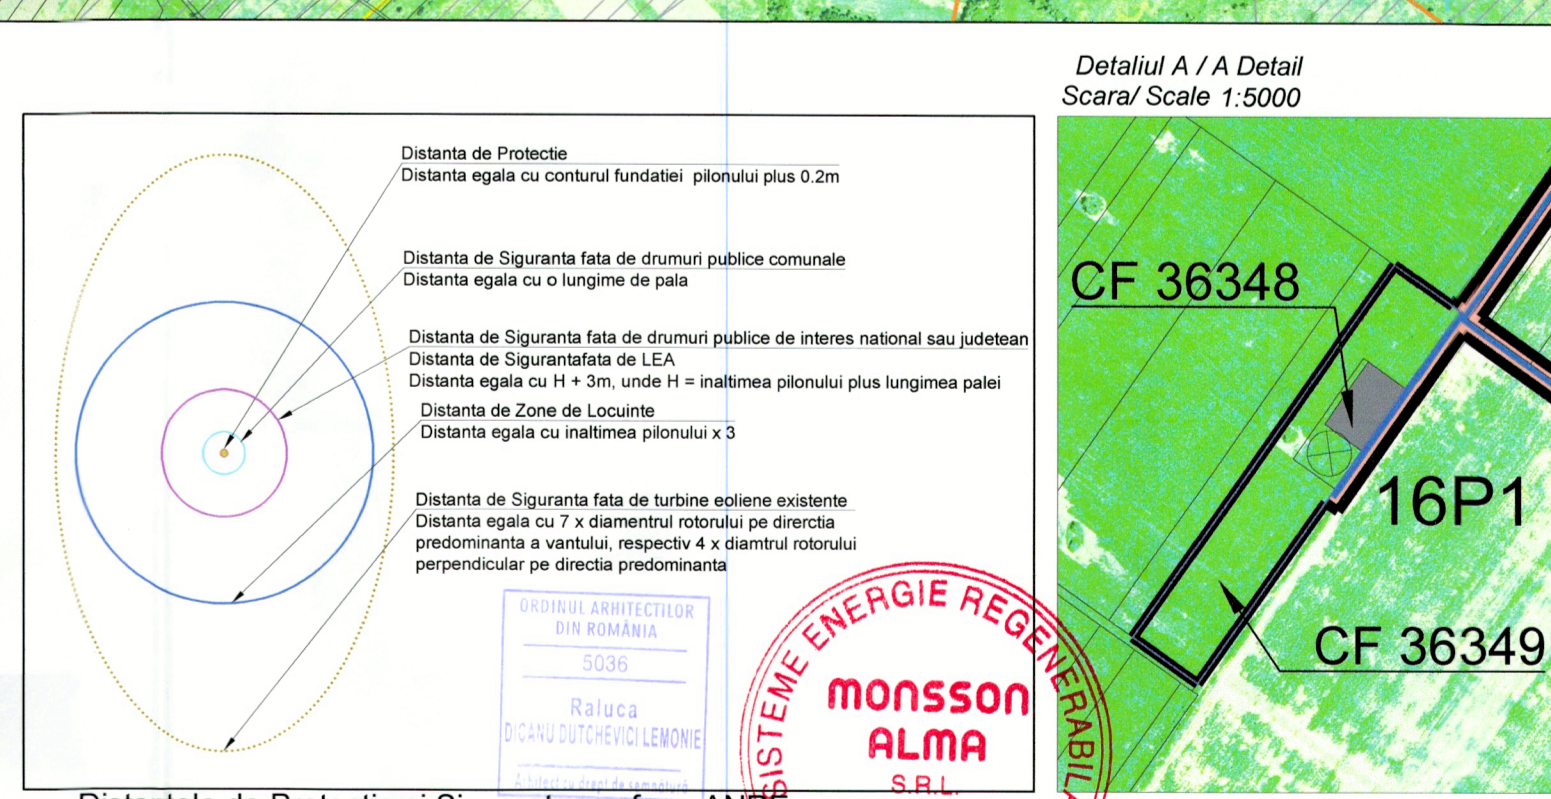 Detaliul A / A Detail
Scara/ Scale 1:5000
Distanta de Protectie
Distanta egala cu conturul fundatiei pilonului plus 0.2m
Distanta de Siguranta fata de drumuri publice comunale
Distanta egala cu o lungime de pala
Distanta de Siguranta fata de drumuri publice de interes national sau judetean
Distanta de Sigurantafata de LEA
Distanta egala cu H + 3m, unde H = inaltimea pilonului plus lungimea palei
Distanta de Zone de Locuinte
Distanta egala cu inaltimea pilonului x 3
Distanta de Siguranta fata de turbine eoliene existente
Distanta egala cu 7 x diamentrul rotorului pe direrctia
predominanta a vantului, respectiv 4 x diamtrul rotorului
perpendicular pe directia predominanta
ORDINUL ARHITECTILOR
DIN ROMÂNIA
5036
Raluca
DICANU DUTCHEVICI LEMONIE
Arhitect cu drept de semnătură
SISTEME ENERGIE REGENERABIL
monsson
ALMA
S.R.L.
CF 36348
16P1
CF 36349